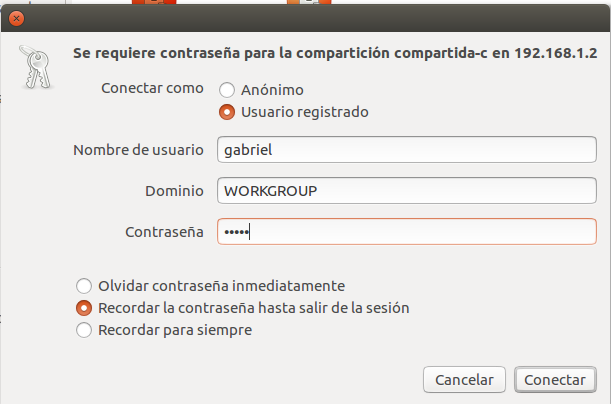 Se requiere contraseña para la compartición compartida-c en 192.168.1.2
Conectar como
Anónimo
Usuario registrado
Nombre de usuario gabriel
Dominio WORKGROUP
Contraseña •••••
Olvidar contraseña inmediatamente
Recordar la contraseña hasta salir de la sesión
Recordar para siempre
Cancelar Conectar